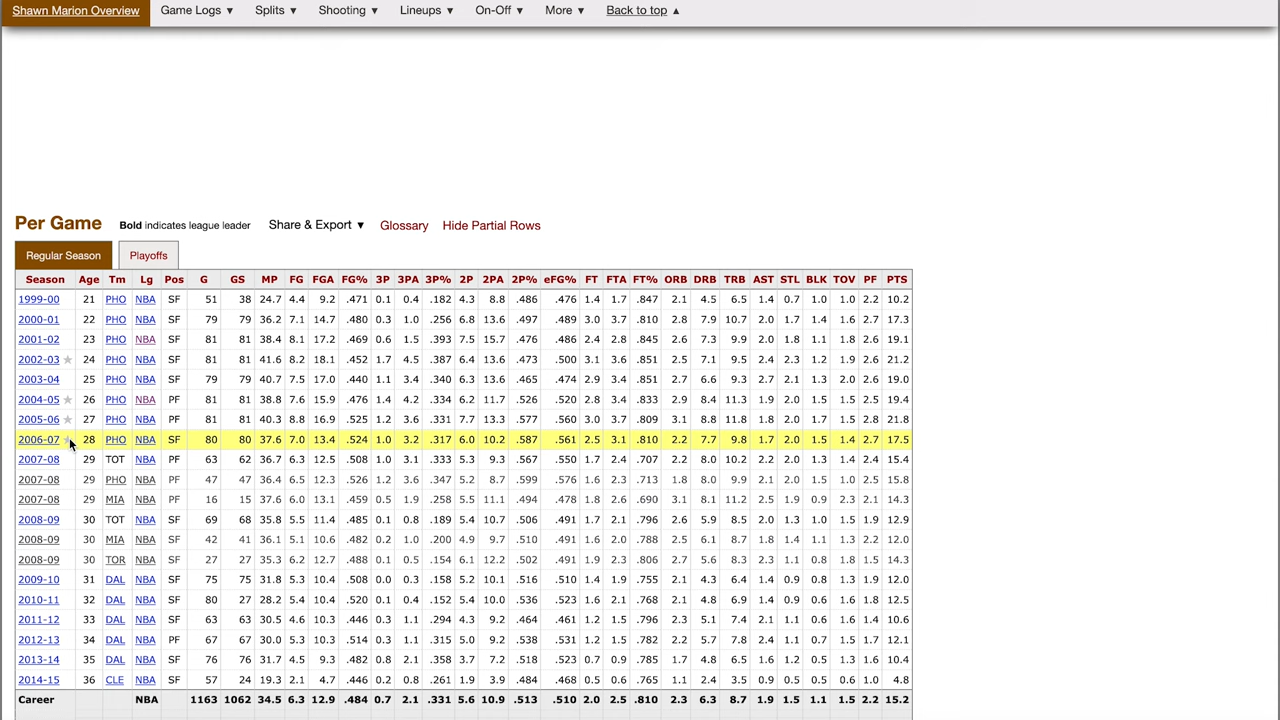 Shawn Marion Overview Game Logs ▼ Splits ▼ Shooting ▼ Lineups ▼ On-Off ▼ More ▼ Back to top ▲
Per Game Bold indicates league leader Share & Export ▼ Glossary Hide Partial Rows
Regular Season Playoffs
Season Age Tm Lg Pos G GS MP FG FGA FG% 3P 3PA 3P% 2P 2PA 2P% eFG% FT FTA FT% ORB DRB TRB AST STL BLK TOV PF PTS
1999-00 21 PHO NBA SF 51 38 24.7 4.4 9.2 .471 0.1 0.4 .182 4.3 8.8 .486 .476 1.4 1.7 .847 2.1 4.5 6.5 1.4 0.7 1.0 1.0 2.2 10.2
2000-01 22 PHO NBA SF 79 79 36.2 7.1 14.7 .480 0.3 1.0 .256 6.8 13.6 .497 .489 3.0 3.7 .810 2.8 7.9 10.7 2.0 1.7 1.4 1.6 2.7 17.3
2001-02 23 PHO NBA SF 81 81 38.4 8.1 17.2 .469 0.6 1.5 .393 7.5 15.7 .476 .486 2.4 2.8 .845 2.6 7.3 9.9 2.0 1.8 1.1 1.8 2.6 19.1
2002-03 ★ 24 PHO NBA SF 81 81 41.6 8.2 18.1 .452 1.7 4.5 .387 6.4 13.6 .473 .500 3.1 3.6 .851 2.5 7.1 9.5 2.4 2.3 1.2 1.9 2.6 21.2
2003-04 25 PHO NBA SF 79 79 40.7 7.5 17.0 .440 1.1 3.4 .340 6.3 13.6 .465 .474 2.9 3.4 .851 2.7 6.6 9.3 2.7 2.1 1.3 2.0 2.6 19.0
2004-05 ★ 26 PHO NBA PF 81 81 38.8 7.6 15.9 .476 1.4 4.2 .334 6.2 11.7 .526 .520 2.8 3.4 .833 2.9 8.4 11.3 1.9 2.0 1.5 1.5 2.5 19.4
2005-06 ★ 27 PHO NBA PF 81 81 40.3 8.8 16.9 .525 1.2 3.6 .331 7.7 13.3 .577 .560 3.0 3.7 .809 3.1 8.8 11.8 1.8 2.0 1.7 1.5 2.8 21.8
2006-07 ★ 28 PHO NBA SF 80 80 37.6 7.0 13.4 .524 1.0 3.2 .317 6.0 10.2 .587 .561 2.5 3.1 .810 2.2 7.7 9.8 1.7 2.0 1.5 1.4 2.7 17.5
2007-08 29 TOT NBA PF 63 62 36.7 6.3 12.5 .508 1.0 3.1 .333 5.3 9.3 .567 .550 1.7 2.4 .707 2.2 8.0 10.2 2.2 2.0 1.3 1.4 2.4 15.4
2007-08 29 PHO NBA PF 47 47 36.4 6.5 12.3 .526 1.2 3.6 .347 5.2 8.7 .599 .576 1.6 2.3 .713 1.8 8.0 9.9 2.1 2.0 1.5 1.0 2.5 15.8
2007-08 29 MIA NBA PF 16 15 37.6 6.0 13.1 .459 0.5 1.9 .258 5.5 11.1 .494 .478 1.8 2.6 .690 3.1 8.1 11.2 2.5 1.9 0.9 2.3 2.1 14.3
2008-09 30 TOT NBA SF 69 68 35.8 5.5 11.4 .485 0.1 0.8 .189 5.4 10.7 .506 .491 1.7 2.1 .796 2.6 5.9 8.5 2.0 1.3 1.0 1.5 1.9 12.9
2008-09 30 MIA NBA SF 42 41 36.1 5.1 10.6 .482 0.2 1.0 .200 4.9 9.7 .510 .491 1.6 2.0 .788 2.5 6.1 8.7 1.8 1.4 1.1 1.3 2.2 12.0
2008-09 30 TOR NBA SF 27 27 35.3 6.2 12.7 .488 0.1 0.5 .154 6.1 12.2 .502 .491 1.9 2.3 .806 2.7 5.6 8.3 2.3 1.1 0.8 1.8 1.5 14.3
2009-10 31 DAL NBA SF 75 75 31.8 5.3 10.4 .508 0.0 0.3 .158 5.2 10.1 .516 .510 1.4 1.9 .755 2.1 4.3 6.4 1.4 0.9 0.8 1.3 1.9 12.0
2010-11 32 DAL NBA SF 80 27 28.2 5.4 10.4 .520 0.1 0.4 .152 5.4 10.0 .536 .523 1.6 2.1 .768 2.1 4.8 6.9 1.4 0.9 0.6 1.6 1.8 12.5
2011-12 33 DAL NBA SF 63 63 30.5 4.6 10.3 .446 0.3 1.1 .294 4.3 9.2 .464 .461 1.2 1.5 .796 2.3 5.1 7.4 2.1 1.1 0.6 1.6 1.4 10.6
2012-13 34 DAL NBA PF 67 67 30.0 5.3 10.3 .514 0.3 1.1 .315 5.0 9.2 .538 .531 1.2 1.5 .782 2.2 5.7 7.8 2.4 1.1 0.7 1.5 1.7 12.1
2013-14 35 DAL NBA SF 76 76 31.7 4.5 9.3 .482 0.8 2.1 .358 3.7 7.2 .518 .523 0.7 0.9 .785 1.7 4.8 6.5 1.6 1.2 0.5 1.3 1.6 10.4
2014-15 36 CLE NBA SF 57 24 19.3 2.1 4.7 .446 0.2 0.8 .261 1.9 3.9 .484 .468 0.5 0.6 .765 1.1 2.4 3.5 0.9 0.5 0.5 0.6 1.0 4.8
Career NBA 1163 1062 34.5 6.3 12.9 .484 0.7 2.1 .331 5.6 10.9 .513 .510 2.0 2.5 .810 2.3 6.3 8.7 1.9 1.5 1.1 1.5 2.2 15.2